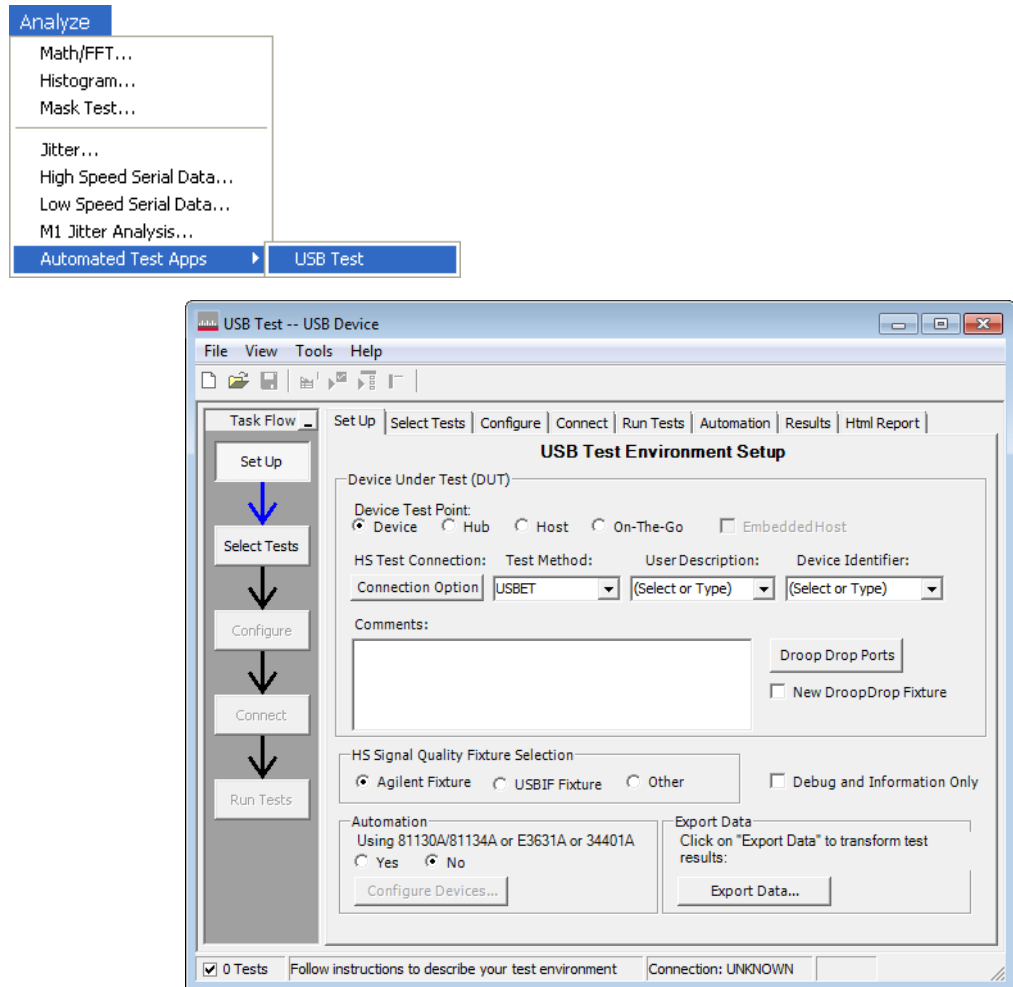 Analyze
Math/FFT...
Histogram...
Mask Test...
Jitter...
High Speed Serial Data...
Low Speed Serial Data...
M1 Jitter Analysis...
Automated Test Apps USB Test
USB Test -- USB Device
File View Tools Help
Task Flow
Set Up Select Tests Configure Connect Run Tests Automation Results Html Report
Set Up
Select Tests
Configure
Connect
Run Tests
USB Test Environment Setup
Device Under Test (DUT)
Device Test Point:
Device Hub Host On-The-Go EmbeddedHost
HS Test Connection: Test Method: User Description: Device Identifier:
Connection Option USBET (Select or Type) (Select or Type)
Comments:
Droop Drop Ports
New DroopDrop Fixture
HS Signal Quality Fixture Selection
Agilent Fixture USBIF Fixture Other
Debug and Information Only
Automation
Using 81130A/81134A or E3631A or 34401A
Yes No
Configure Devices...
Export Data
Click on "Export Data" to transform test
results:
Export Data...
0 Tests Follow instructions to describe your test environment Connection: UNKNOWN